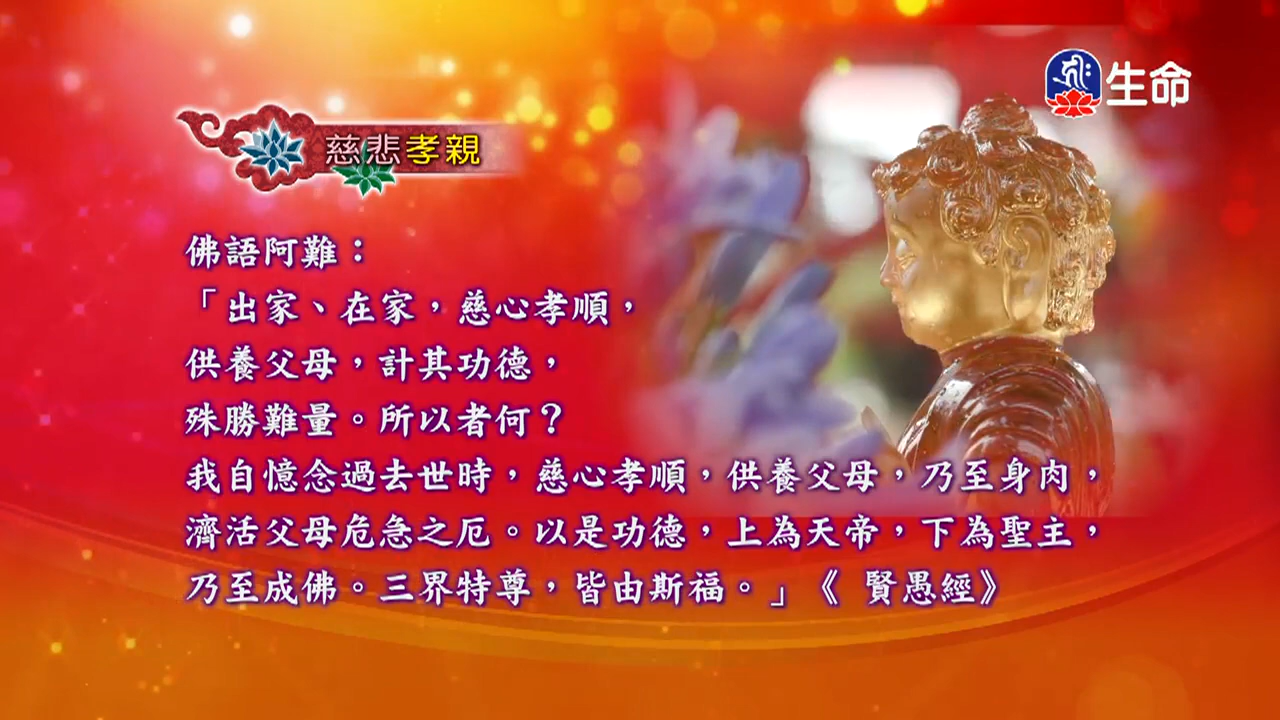 生命
慈悲孝親
佛語阿難：
「出家、在家，慈心孝順，
供養父母，計其功德，
殊勝難量。所以者何？
我自憶念過去世時，慈心孝順，供養父母，乃至身肉，
濟活父母危急之厄。以是功德，上為天帝，下為聖主，
乃至成佛。三界特尊，皆由斯福。」《 賢愚經》